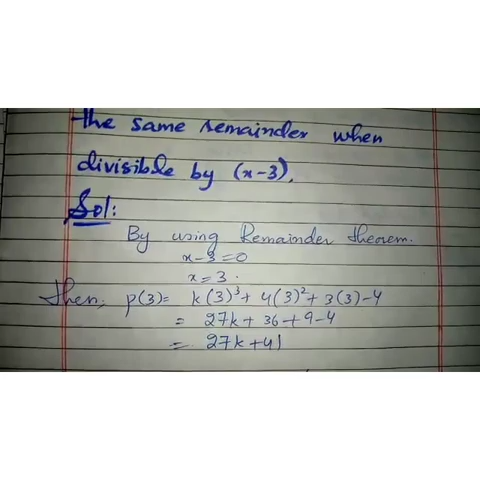 the same remainder when
divisible by (x-3).
Sol:
By using Remainder theorem.
x-3=0
x=3.
Then, p(3)= k(3)³+4(3)²+3(3)-4
= 27k+36+9-4
= 27k+41